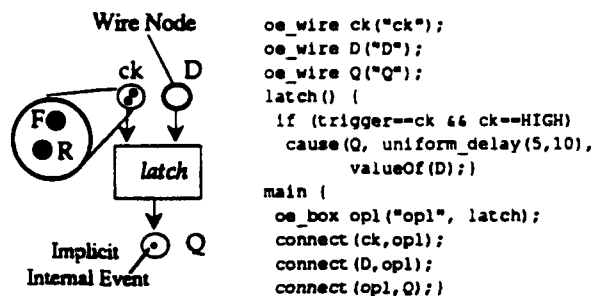 Wire Node
ck
D
F
R
latch
Q
Implicit
Internal Event
oe_wire ck("ck");
oe_wire D("D");
oe_wire Q("Q");
latch() {
if (trigger==ck && ck==HIGH)
cause(Q, uniform_delay(5,10),
valueOf(D);}
main {
oe_box op1("op1", latch);
connect(ck,op1);
connect(D,op1);
connect(op1,Q);}